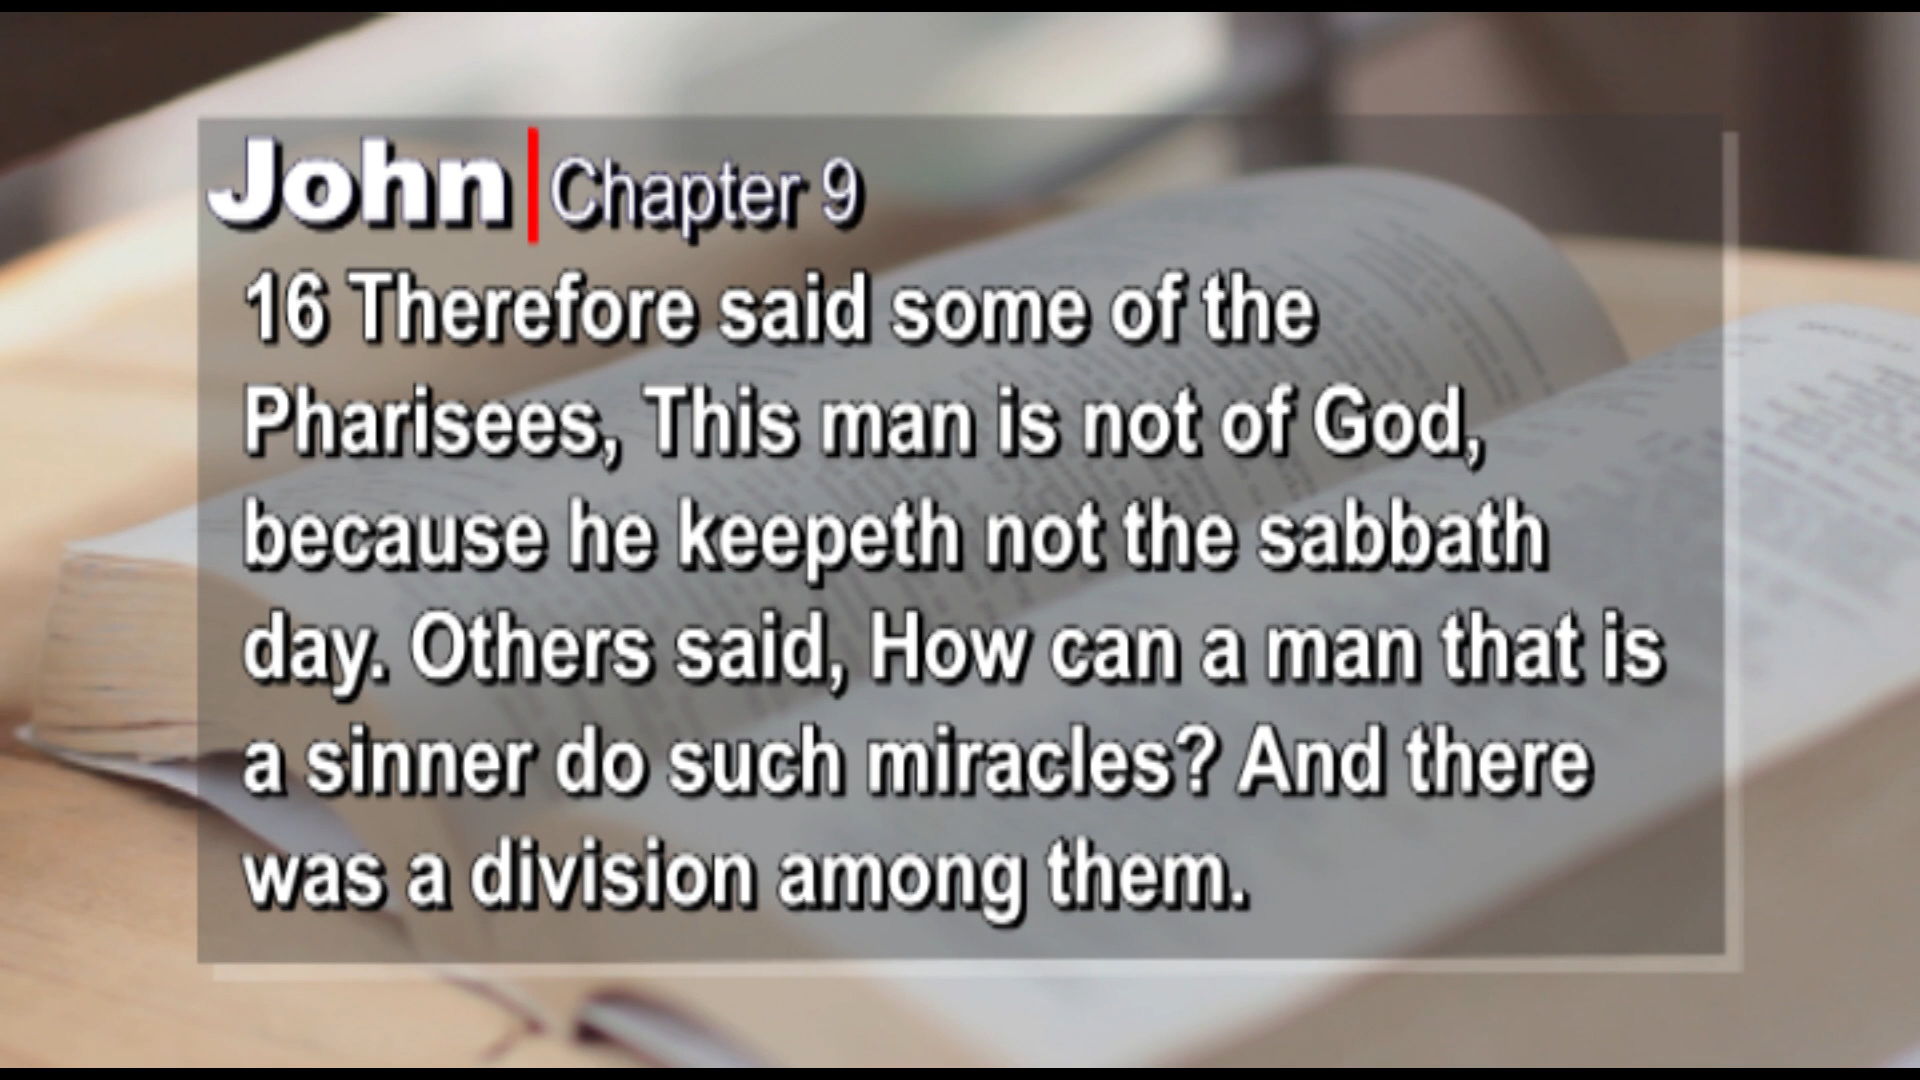 John | Chapter 9
16 Therefore said some of the
Pharisees, This man is not of God,
because he keepeth not the sabbath
day. Others said, How can a man that is
a sinner do such miracles? And there
was a division among them.